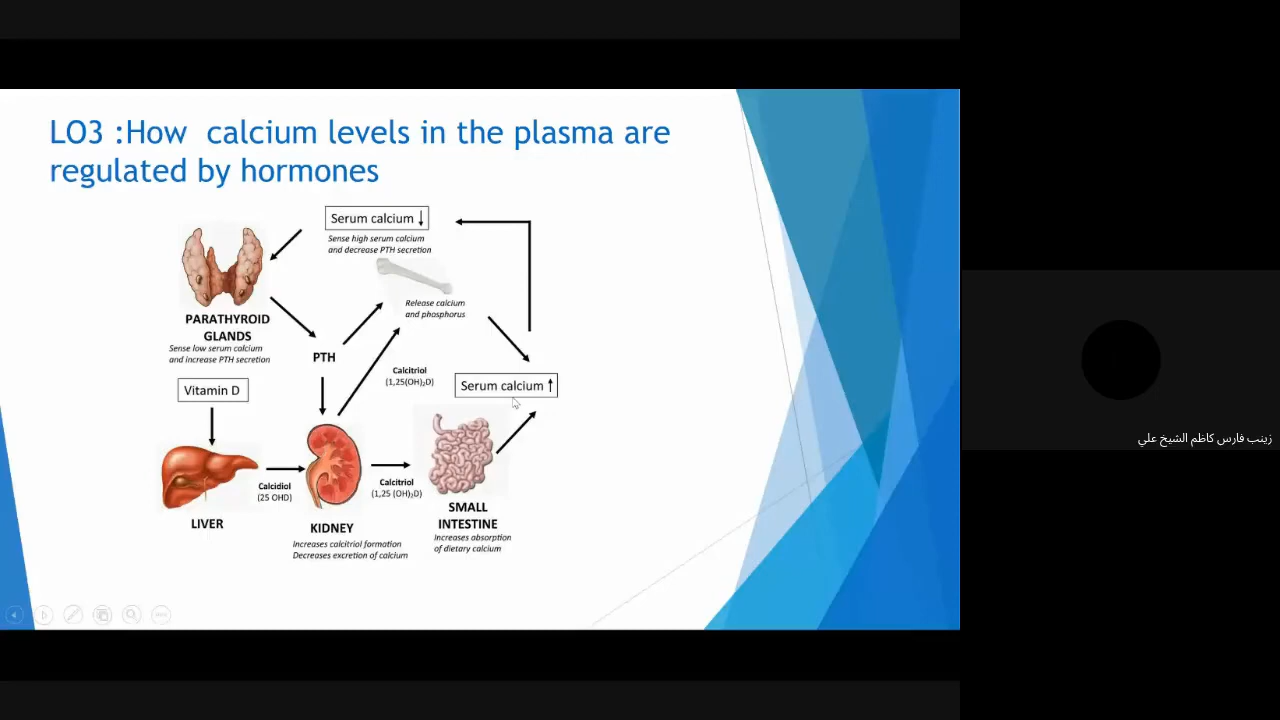 LO3 :How calcium levels in the plasma are
regulated by hormones
Serum calcium ↓
Sense high serum calcium
and decrease PTH secretion
Release calcium
and phosphorus
PARATHYROID
GLANDS
Sense low serum calcium
and increase PTH secretion
PTH
Calcitriol
(1,25(OH)₂D)
Serum calcium ↑
Vitamin D
Calcidiol
(25 OHD)
Calcitriol
(1,25 (OH)₂D)
LIVER
KIDNEY
Increases calcitriol formation
Decreases excretion of calcium
SMALL
INTESTINE
Increases absorption
of dietary calcium
زينب فارس كاظم الشيخ علي